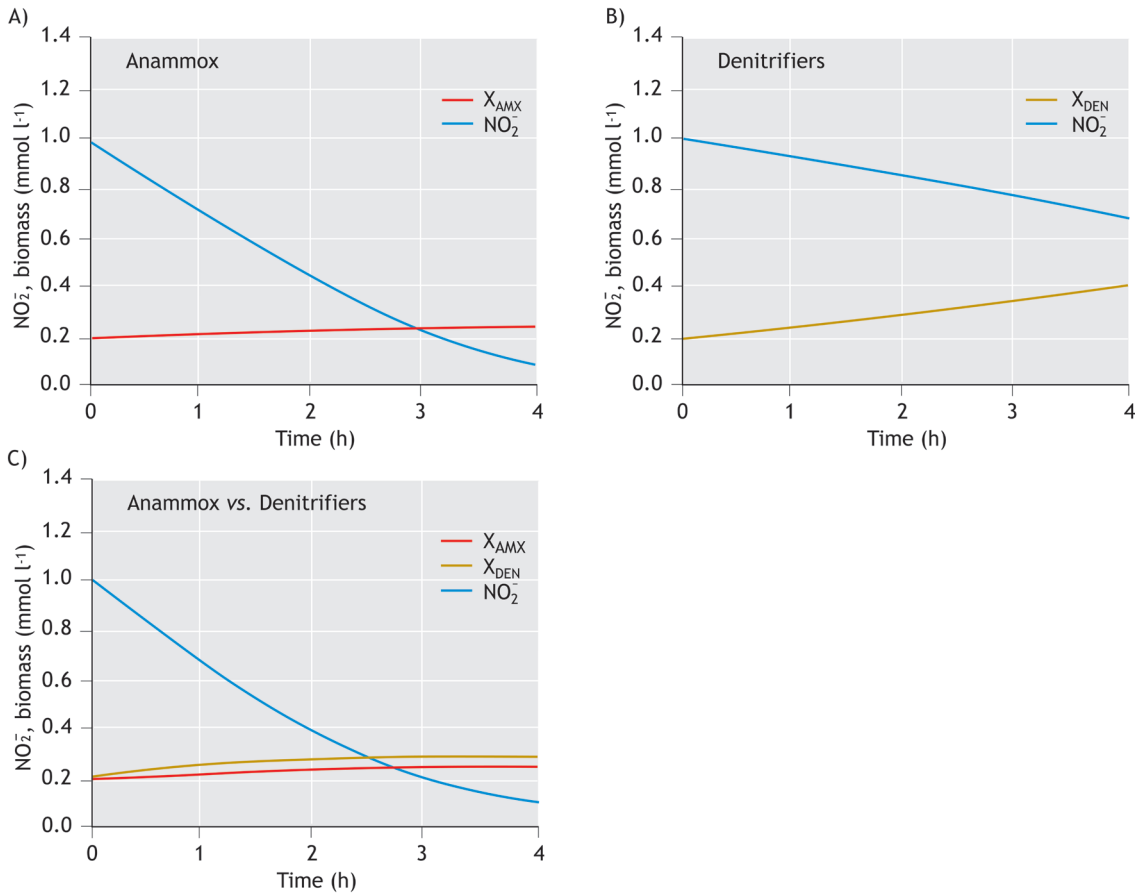 A)
Anammox
X_AMX
NO₂⁻
NO₂⁻, biomass (mmol l⁻¹)
1.4
1.2
1.0
0.8
0.6
0.4
0.2
0.0
0
1
2
3
4
Time (h)
B)
Denitrifiers
X_DEN
NO₂⁻
NO₂⁻, biomass (mmol l⁻¹)
1.4
1.2
1.0
0.8
0.6
0.4
0.2
0.0
0
1
2
3
4
Time (h)
C)
Anammox vs. Denitrifiers
X_AMX
X_DEN
NO₂⁻
NO₂⁻, biomass (mmol l⁻¹)
1.4
1.2
1.0
0.8
0.6
0.4
0.2
0.0
0
1
2
3
4
Time (h)